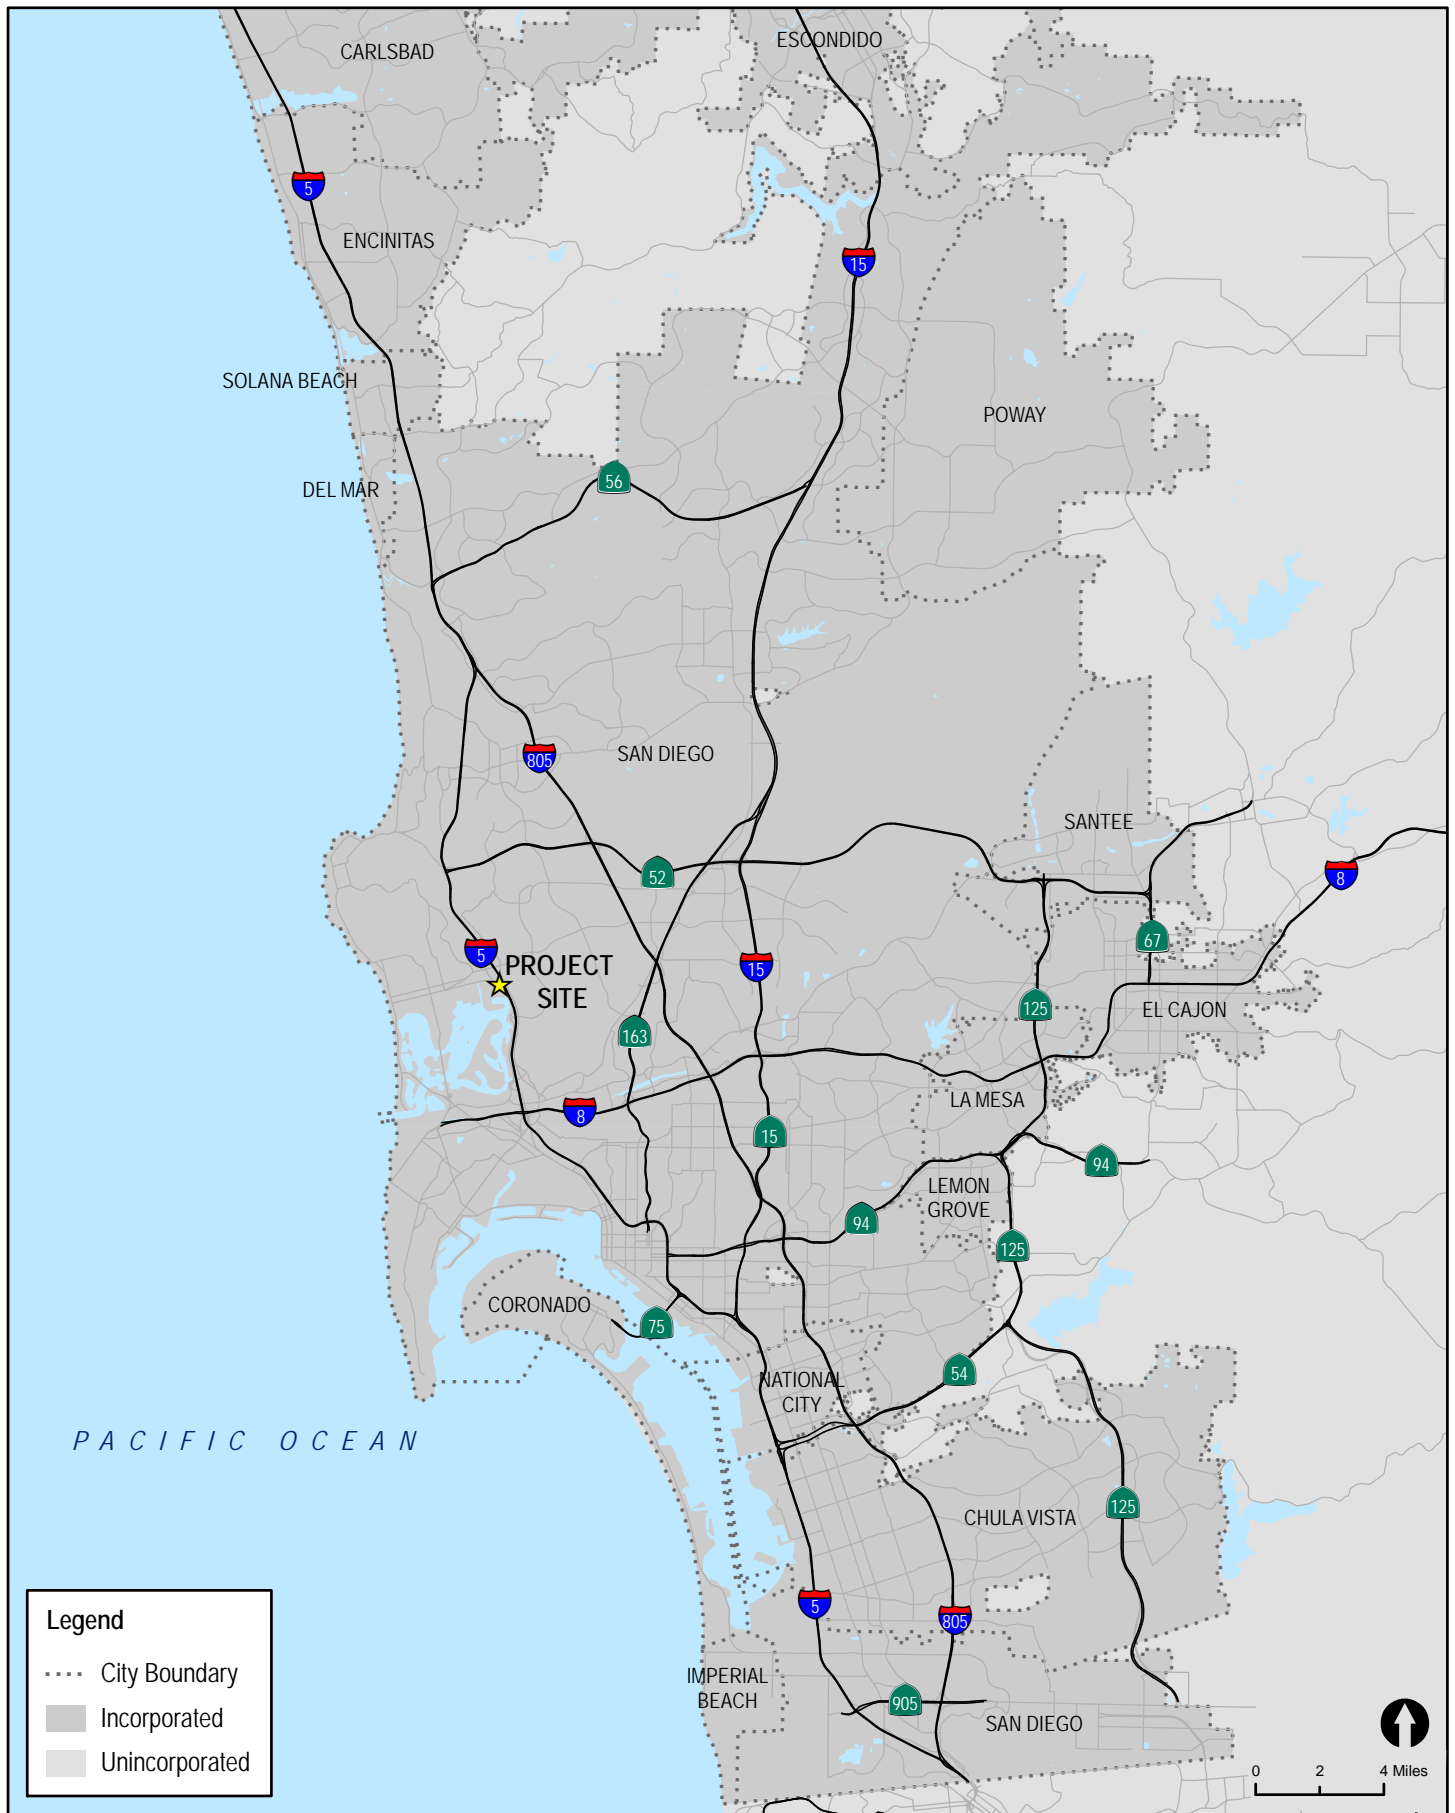 CARLSBAD
ESCONDIDO
5
ENCINITAS
15
SOLANA BEACH
POWAY
56
DEL MAR
805
SAN DIEGO
SANTEE
52
8
67
5
PROJECT
SITE
15
125
EL CAJON
163
8
LA MESA
15
94
LEMON
GROVE
94
125
CORONADO
75
54
NATIONAL
CITY
PACIFIC OCEAN
CHULA VISTA
125
5
805
IMPERIAL
BEACH
905
SAN DIEGO
Legend
City Boundary
Incorporated
Unincorporated
0 2 4 Miles